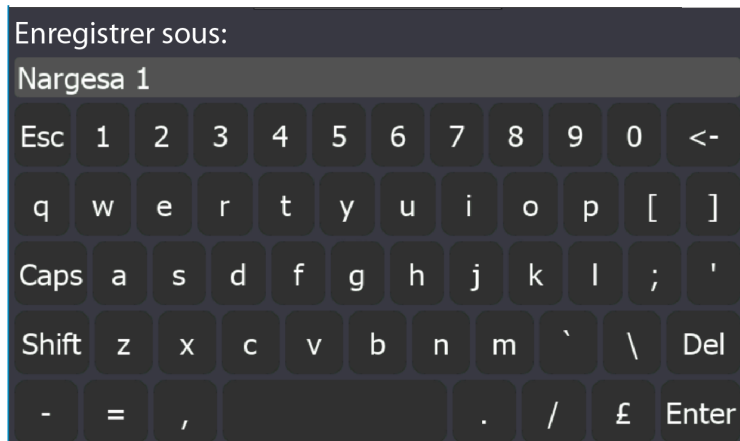 Enregistrer sous:
Nargesa 1
Esc 1 2 3 4 5 6 7 8 9 0 <-
q w e r t y u i o p [ ]
Caps a s d f g h j k l ; '
Shift z x c v b n m ` \ Del
- = , . / £ Enter